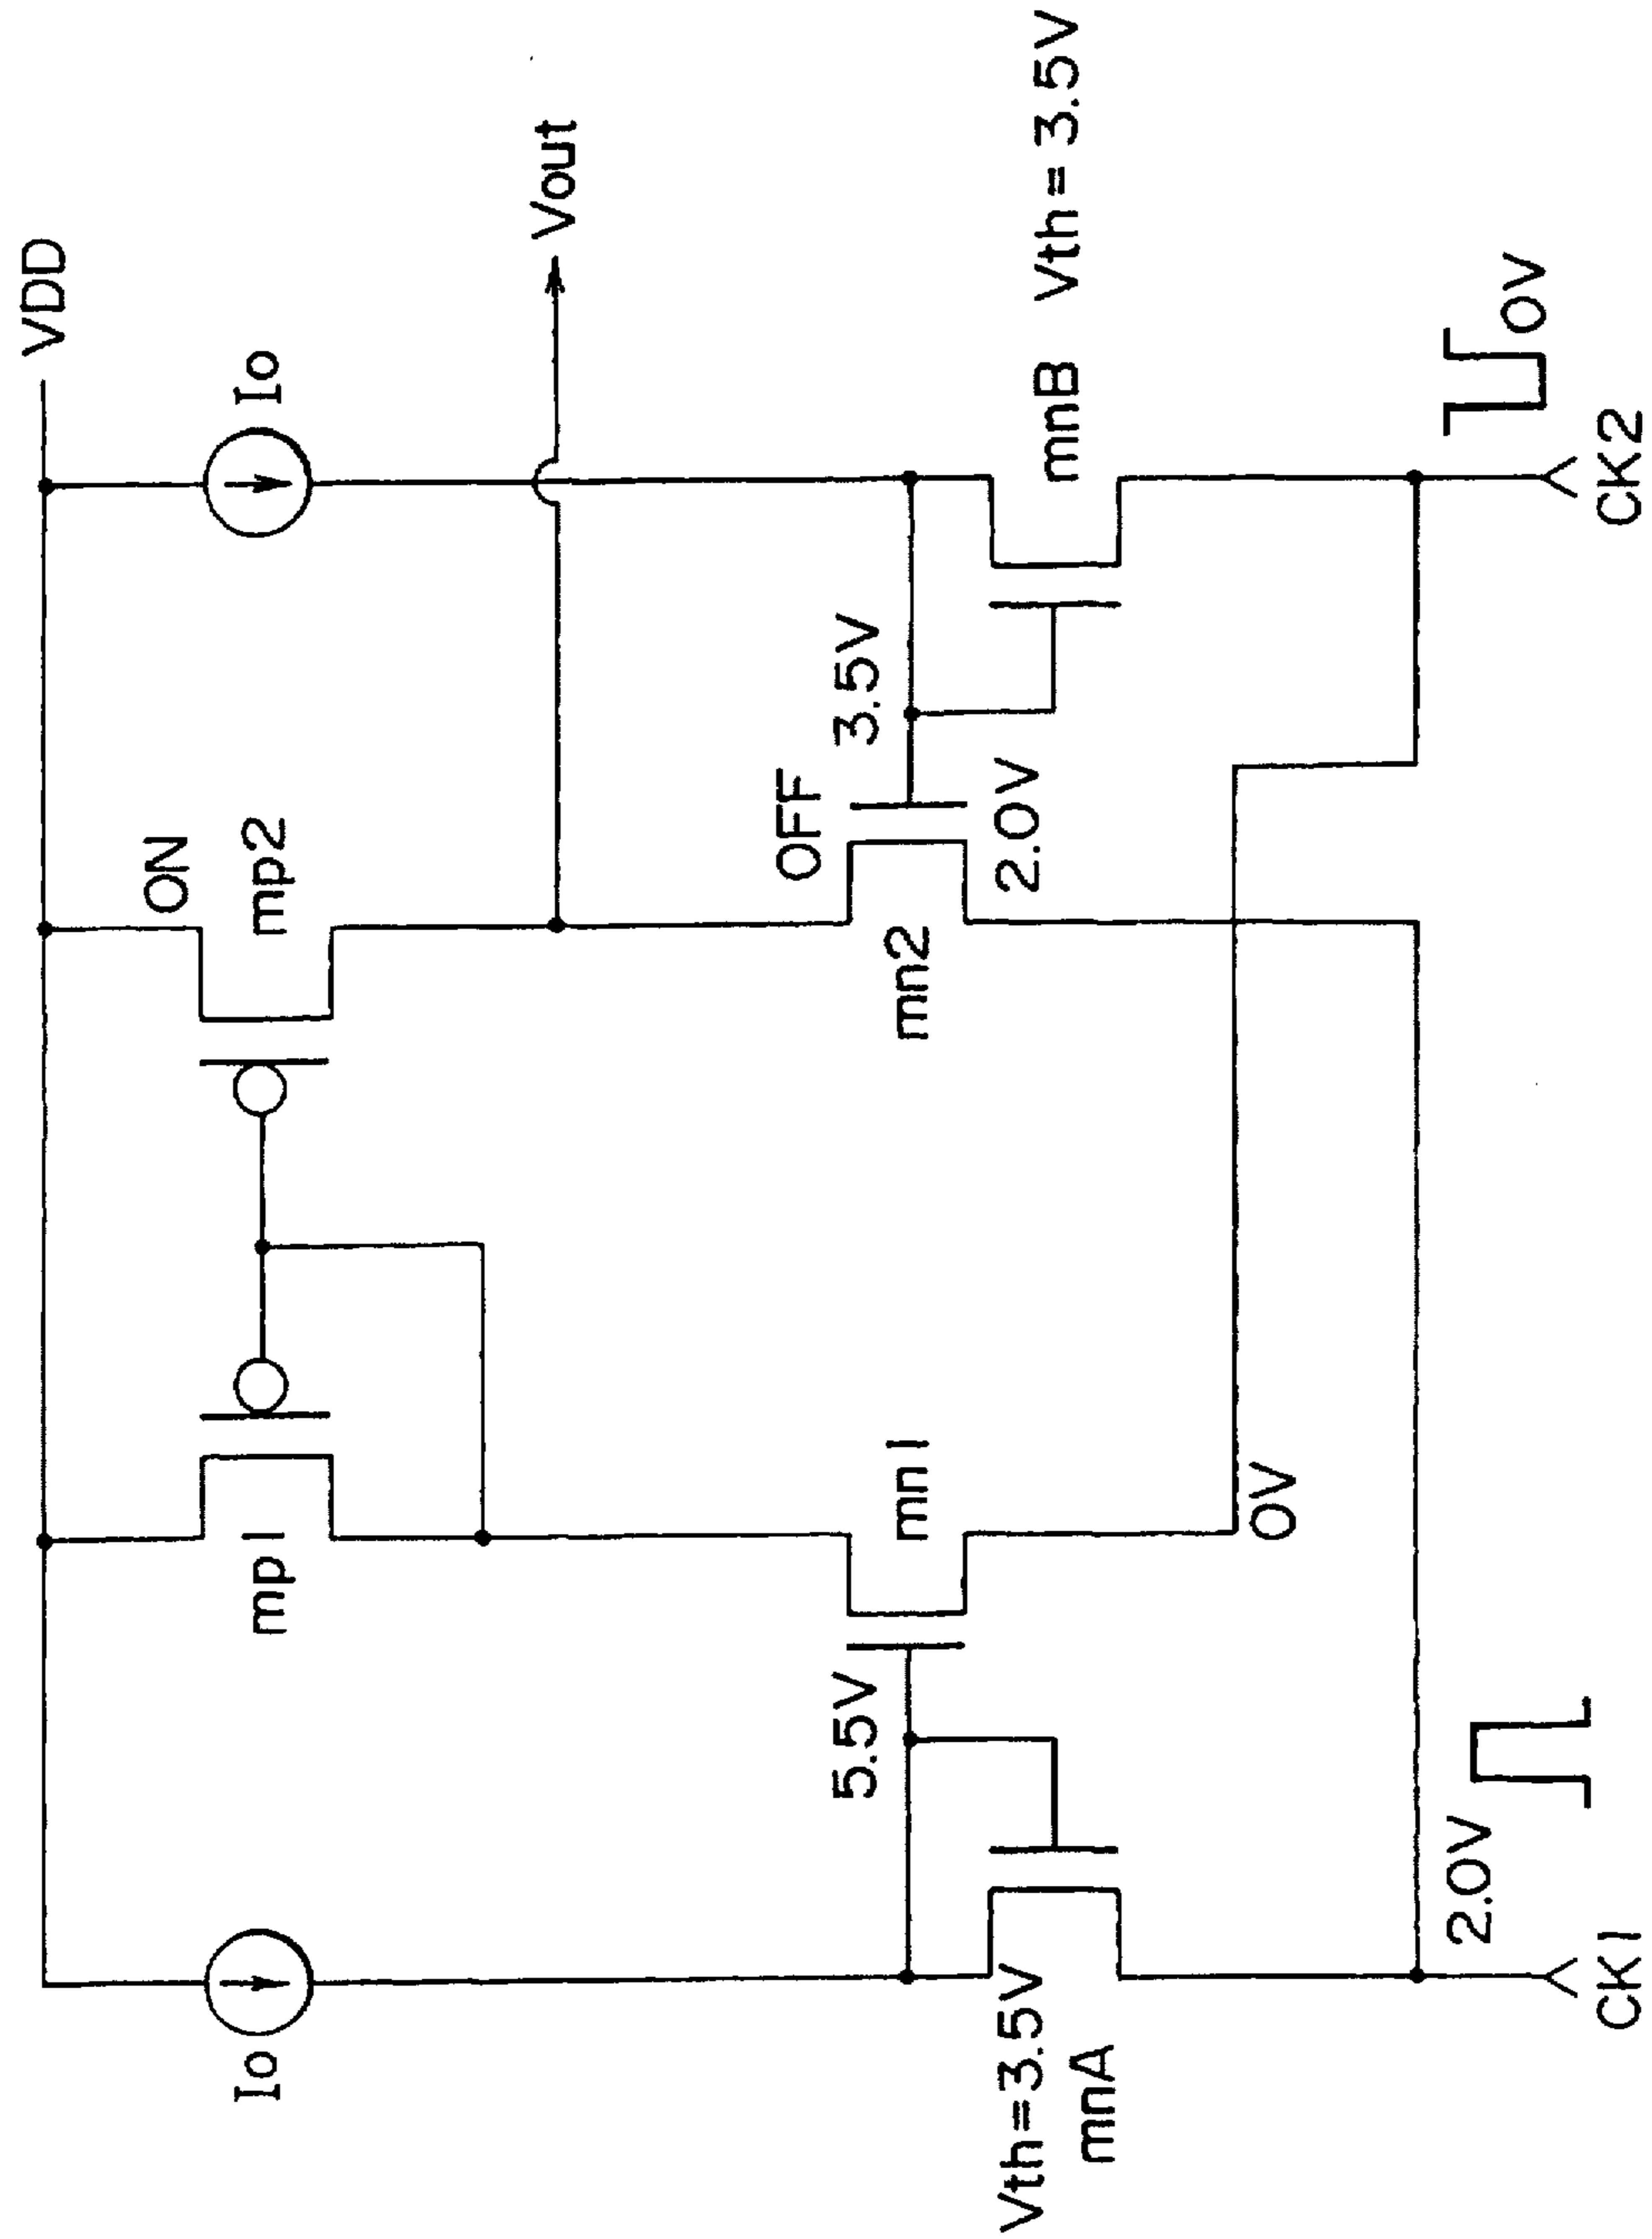 VDD
Io
Io
ON
mp1
mp2
Vout
OFF
5.5V
3.5V
mn1
mn2
2.0V
Vth=3.5V
mnA
mnB
Vth=3.5V
0V
2.0V
0V
CK1
CK2